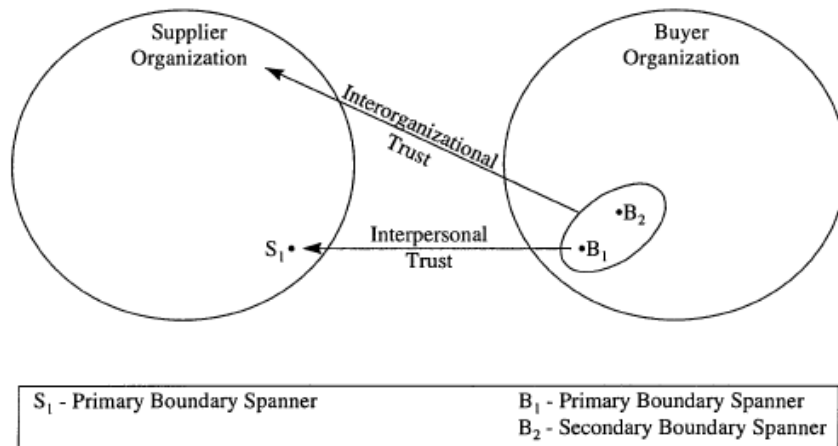 Supplier
Organization
Buyer
Organization
Interorganizational
Trust
•B₂
S₁•
Interpersonal
Trust
•B₁
S₁ - Primary Boundary Spanner
B₁ - Primary Boundary Spanner
B₂ - Secondary Boundary Spanner